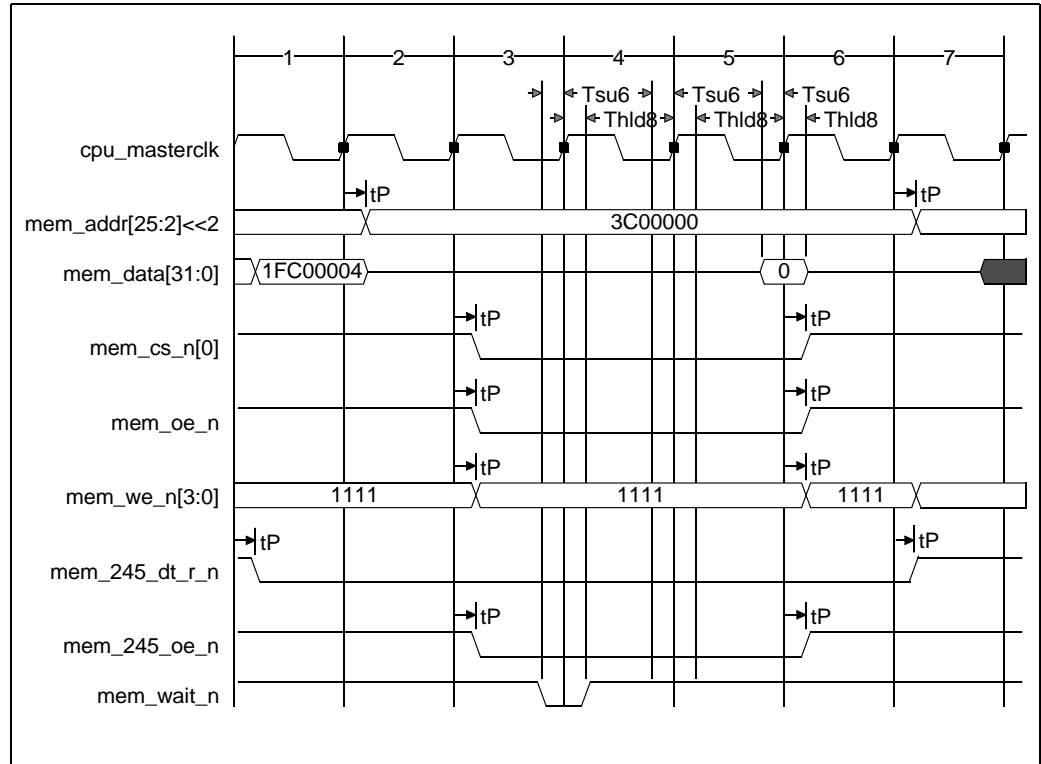 1 2 3 4 5 6 7
Tsu6 Tsu6 Tsu6
Thld8 Thld8 Thld8
cpu_masterclk
tP tP
mem_addr[25:2]<<2 3C00000
mem_data[31:0] 1FC00004 0
tP tP
mem_cs_n[0]
tP tP
mem_oe_n
tP tP
mem_we_n[3:0] 1111 1111 1111
tP tP
mem_245_dt_r_n
tP tP
mem_245_oe_n
mem_wait_n